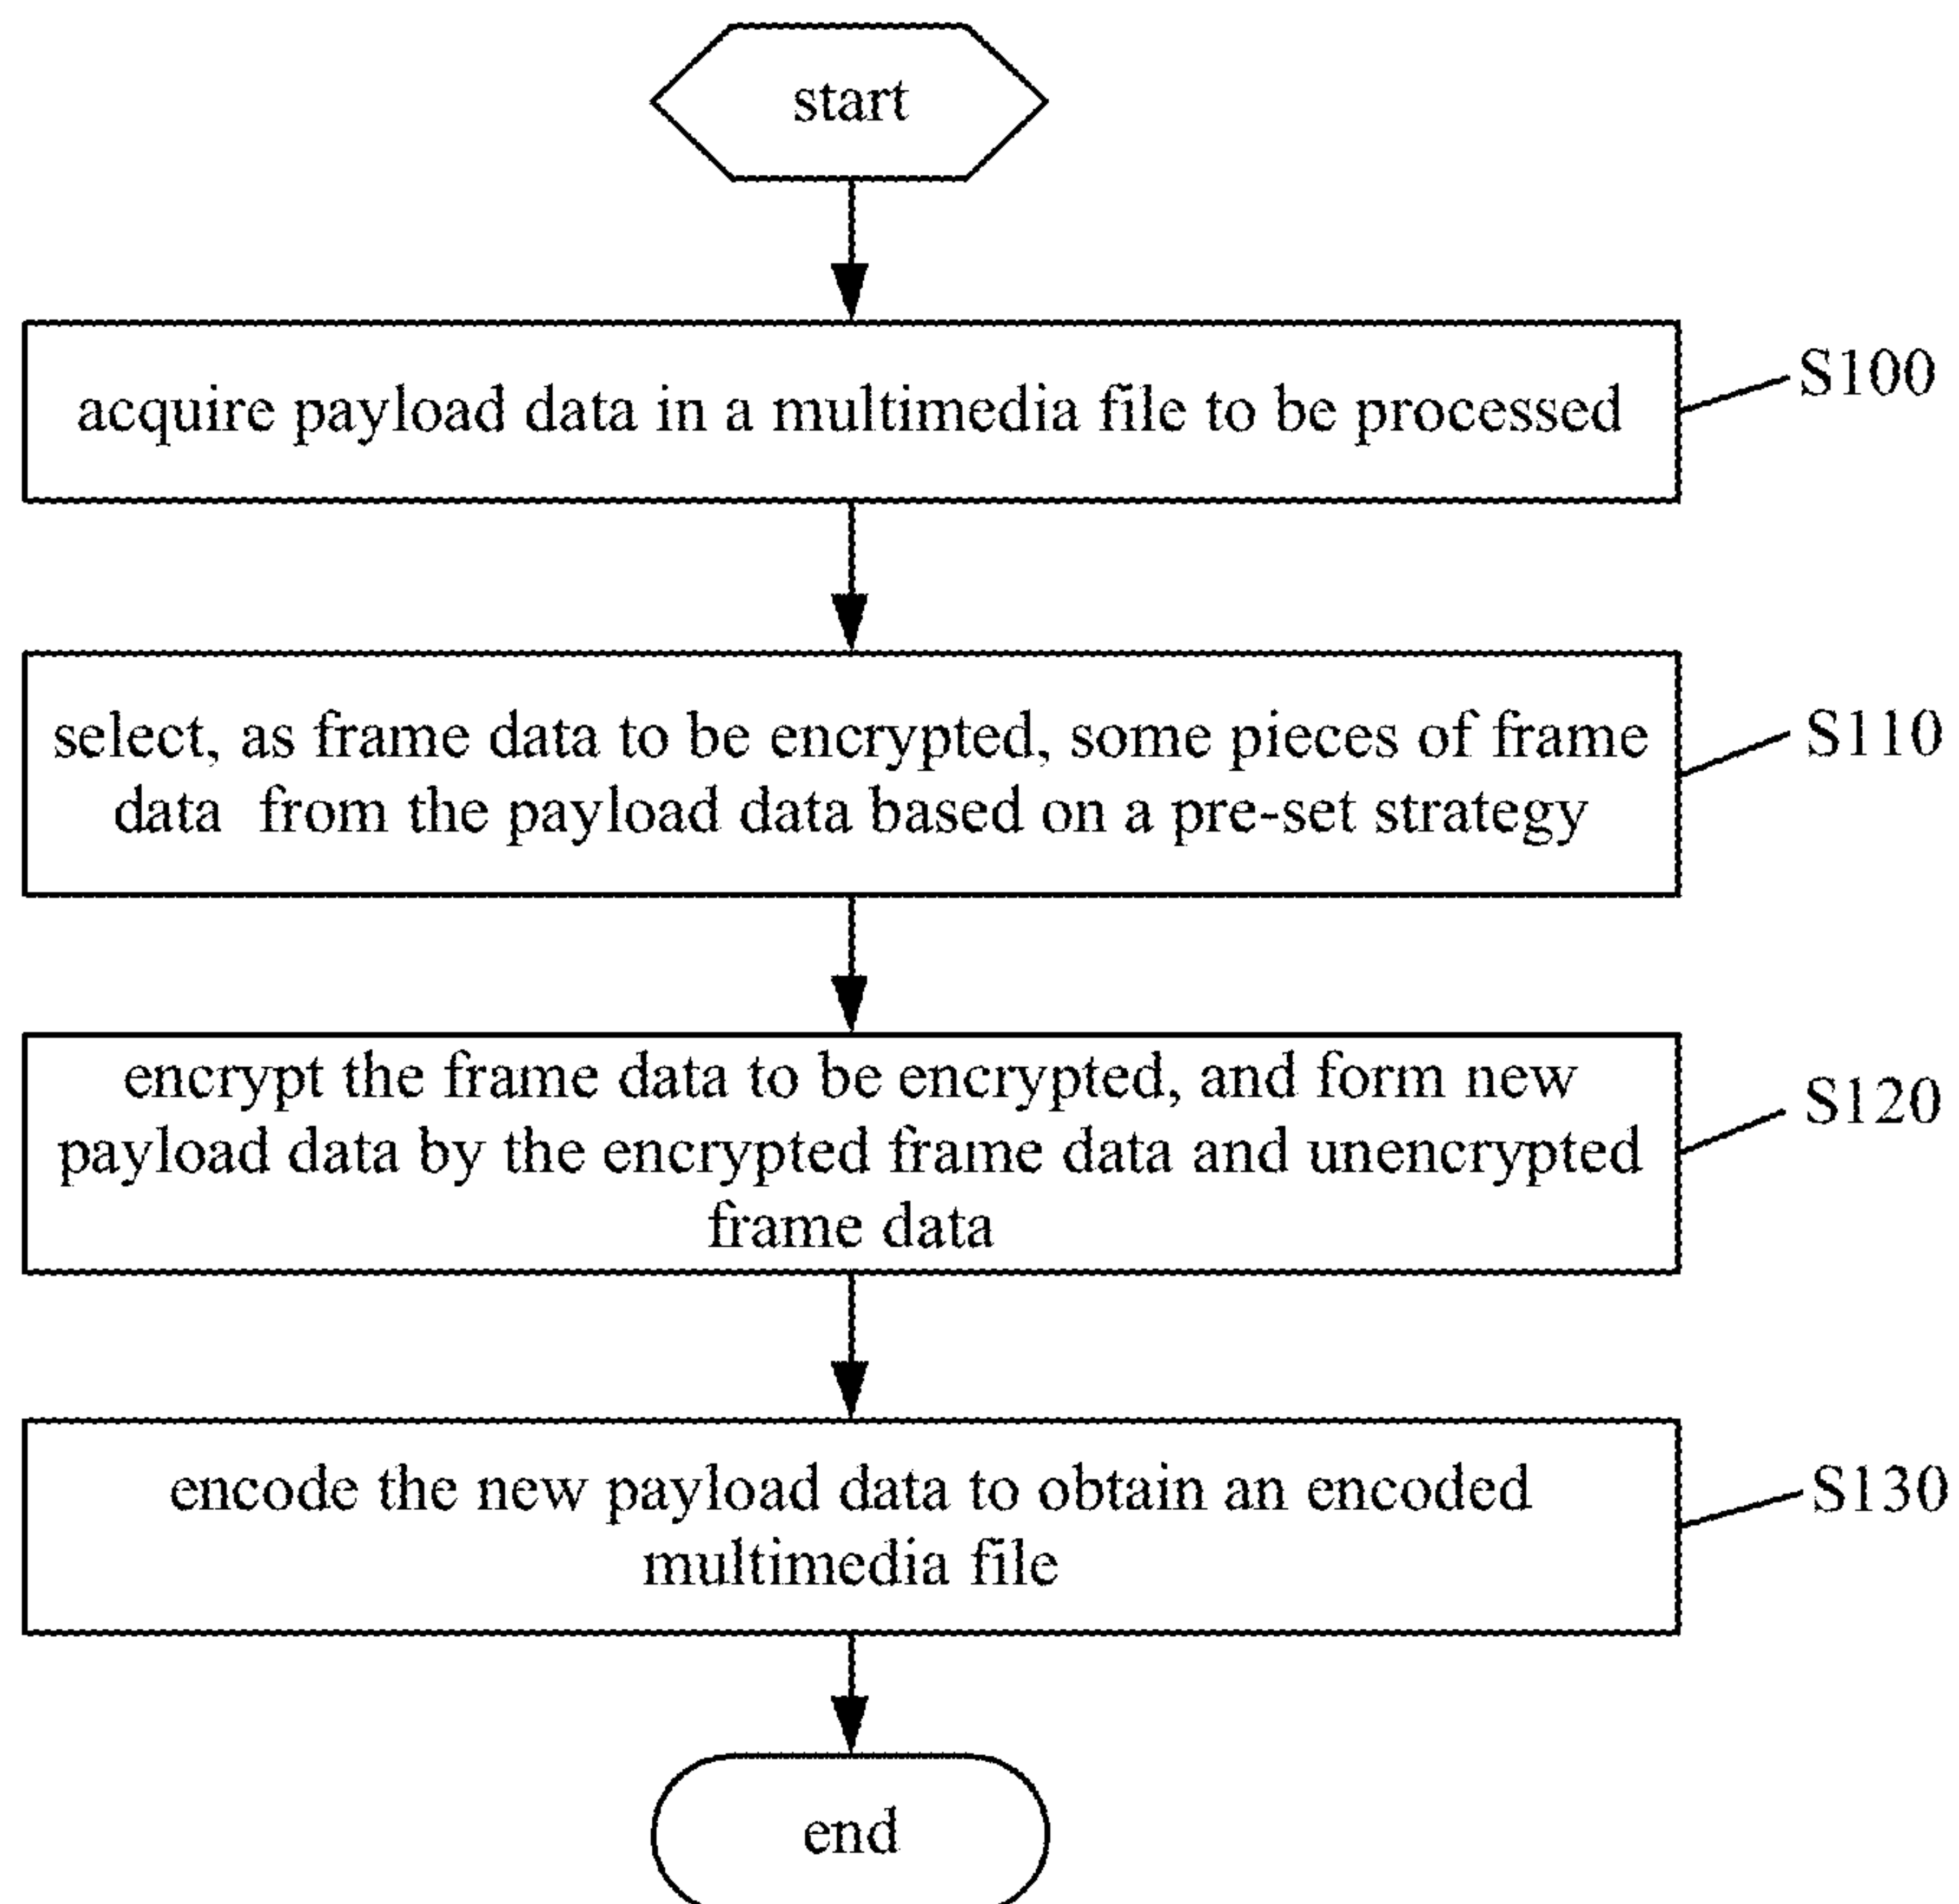 start
acquire payload data in a multimedia file to be processed
S100
select, as frame data to be encrypted, some pieces of frame
data from the payload data based on a pre-set strategy
S110
encrypt the frame data to be encrypted, and form new
payload data by the encrypted frame data and unencrypted
frame data
S120
encode the new payload data to obtain an encoded
multimedia file
S130
end